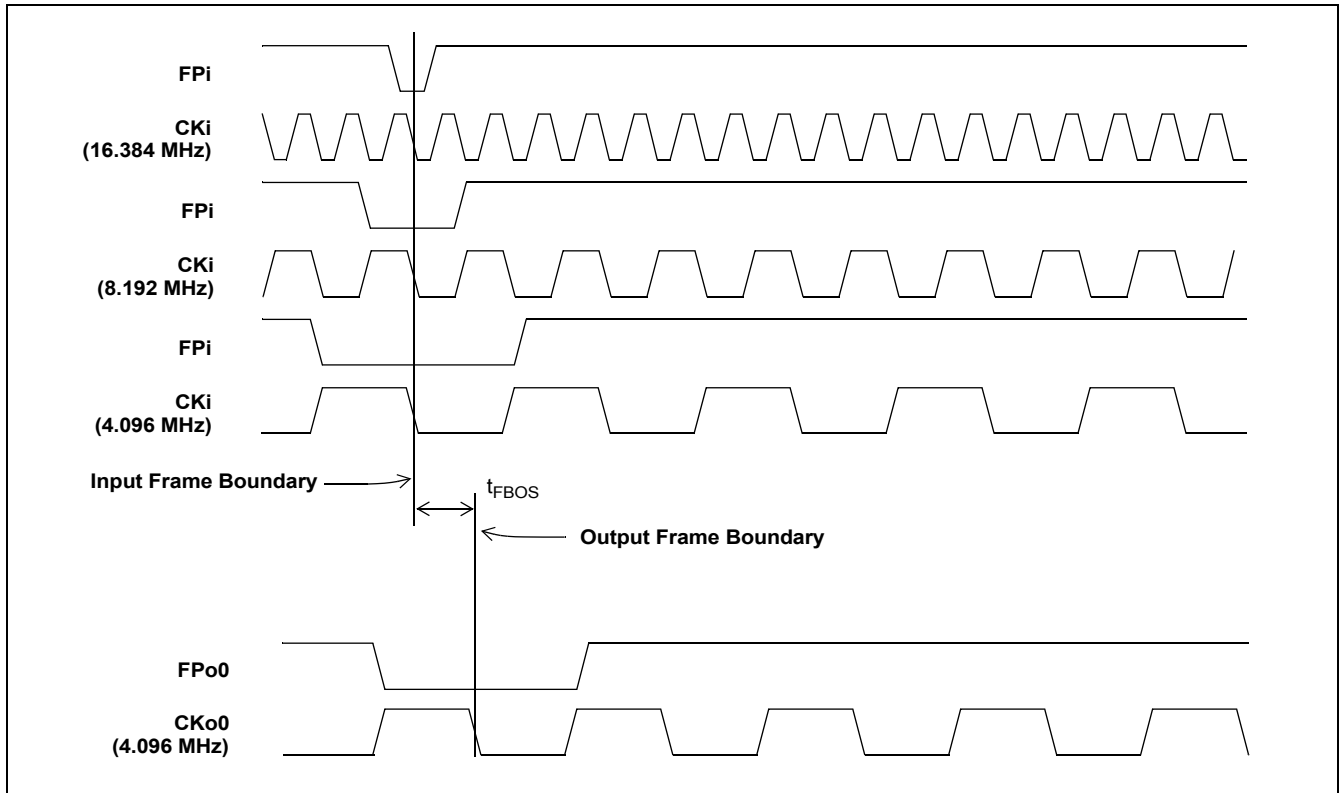 FPi
CKi
(16.384 MHz)
FPi
CKi
(8.192 MHz)
FPi
CKi
(4.096 MHz)
Input Frame Boundary
tFBOS
Output Frame Boundary
FPo0
CKo0
(4.096 MHz)